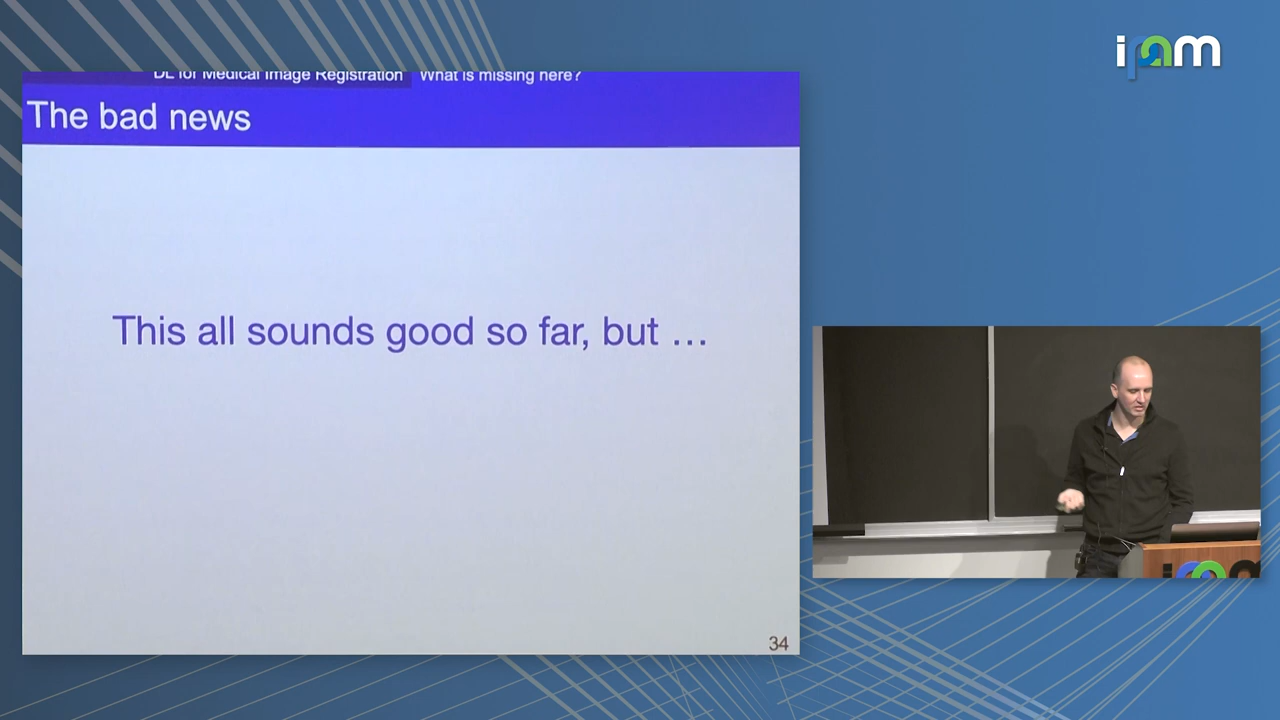 ipam
DL for Medical Image Registration What is missing here?
The bad news
This all sounds good so far, but ...
34